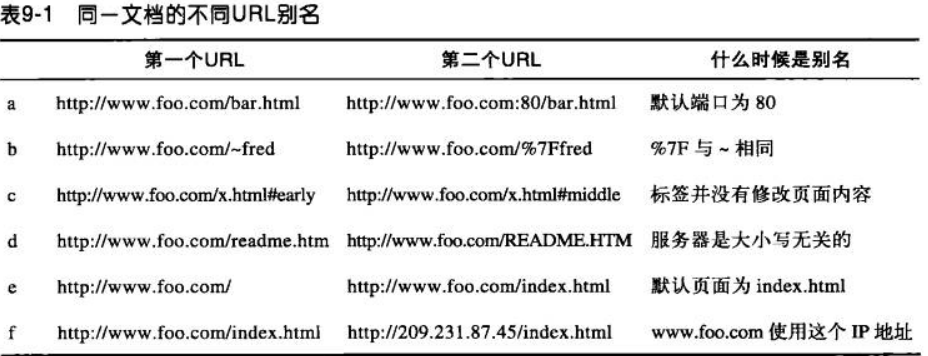 表9-1 同一文档的不同URL别名
第一个URL 第二个URL 什么时候是别名
a http://www.foo.com/bar.html http://www.foo.com:80/bar.html 默认端口为 80
b http://www.foo.com/~fred http://www.foo.com/%7Ffred %7F 与 ~ 相同
c http://www.foo.com/x.html#early http://www.foo.com/x.html#middle 标签并没有修改页面内容
d http://www.foo.com/readme.htm http://www.foo.com/README.HTM 服务器是大小写无关的
e http://www.foo.com/ http://www.foo.com/index.html 默认页面为 index.html
f http://www.foo.com/index.html http://209.231.87.45/index.html www.foo.com 使用这个 IP 地址